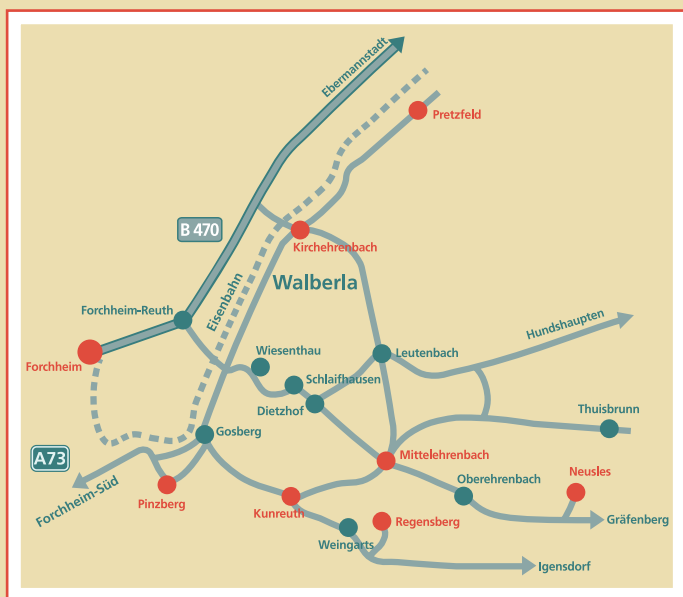 Ebermannstadt
Pretzfeld
B 470
Kirchehrenbach
Walberla
Eisenbahn
Forchheim-Reuth
Hundshaupten
Forchheim
Wiesenthau
Leutenbach
Schlaifhausen
Dietzhof
Thuisbrunn
Gosberg
A73
Mittelehrenbach
Forchheim-Süd
Oberehrenbach
Neusles
Pinzberg
Kunreuth
Regensberg
Gräfenberg
Weingarts
Igensdorf